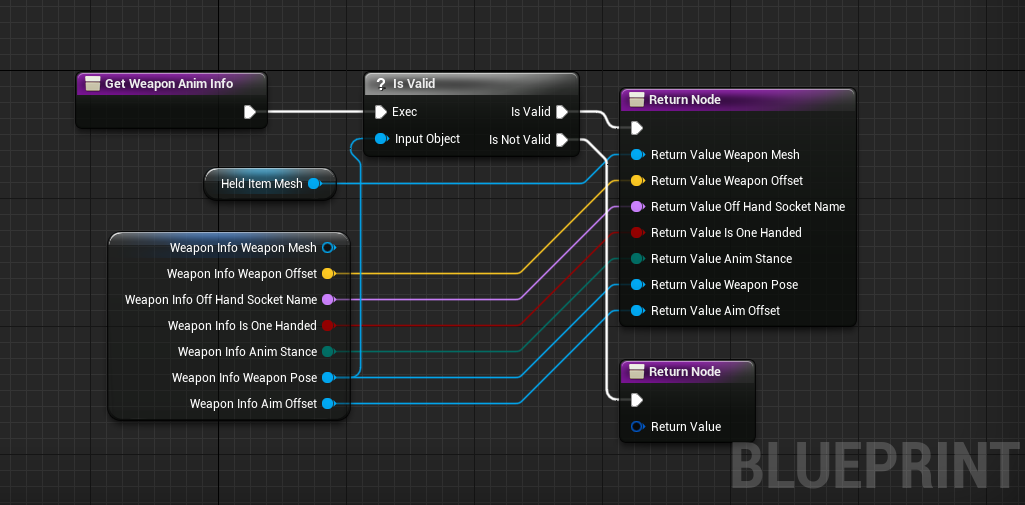 Get Weapon Anim Info
? Is Valid
Exec
Is Valid
Input Object
Is Not Valid
Held Item Mesh
Weapon Info Weapon Mesh
Weapon Info Weapon Offset
Weapon Info Off Hand Socket Name
Weapon Info Is One Handed
Weapon Info Anim Stance
Weapon Info Weapon Pose
Weapon Info Aim Offset
Return Node
Return Value Weapon Mesh
Return Value Weapon Offset
Return Value Off Hand Socket Name
Return Value Is One Handed
Return Value Anim Stance
Return Value Weapon Pose
Return Value Aim Offset
Return Node
Return Value
BLUEPRINT